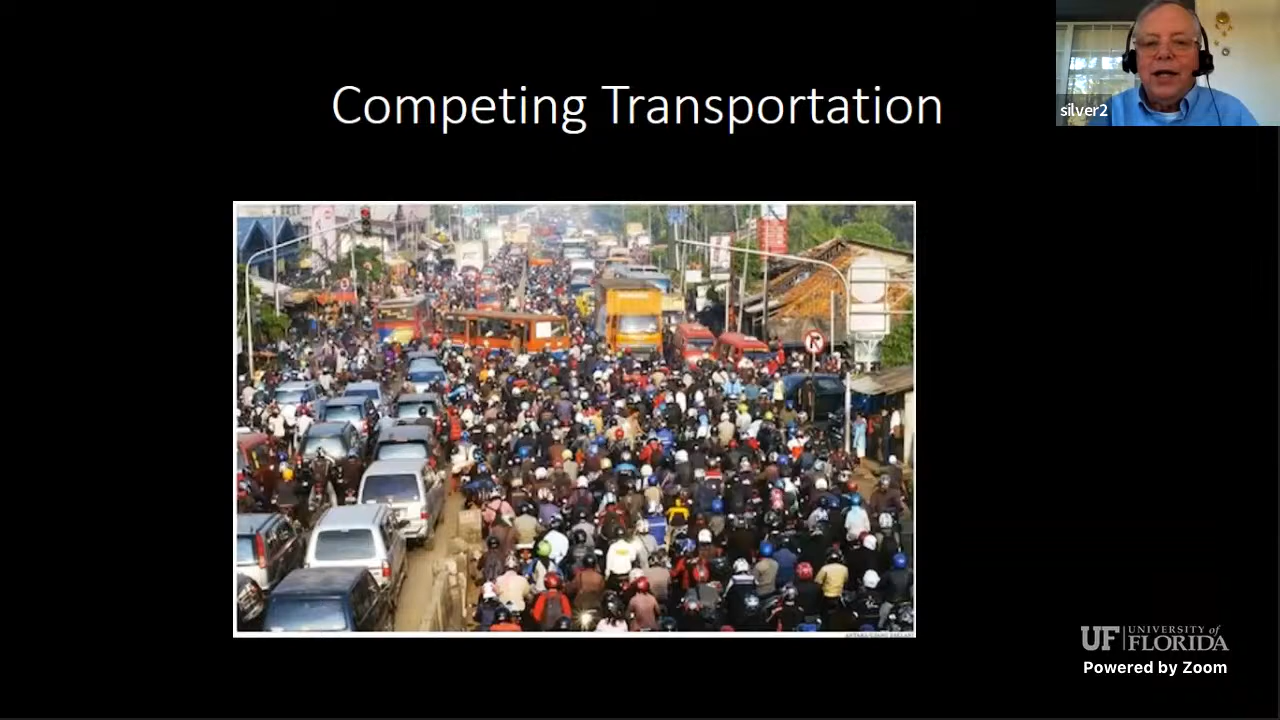 Competing Transportation
silver2
UF UNIVERSITY of
FLORIDA
Powered by Zoom